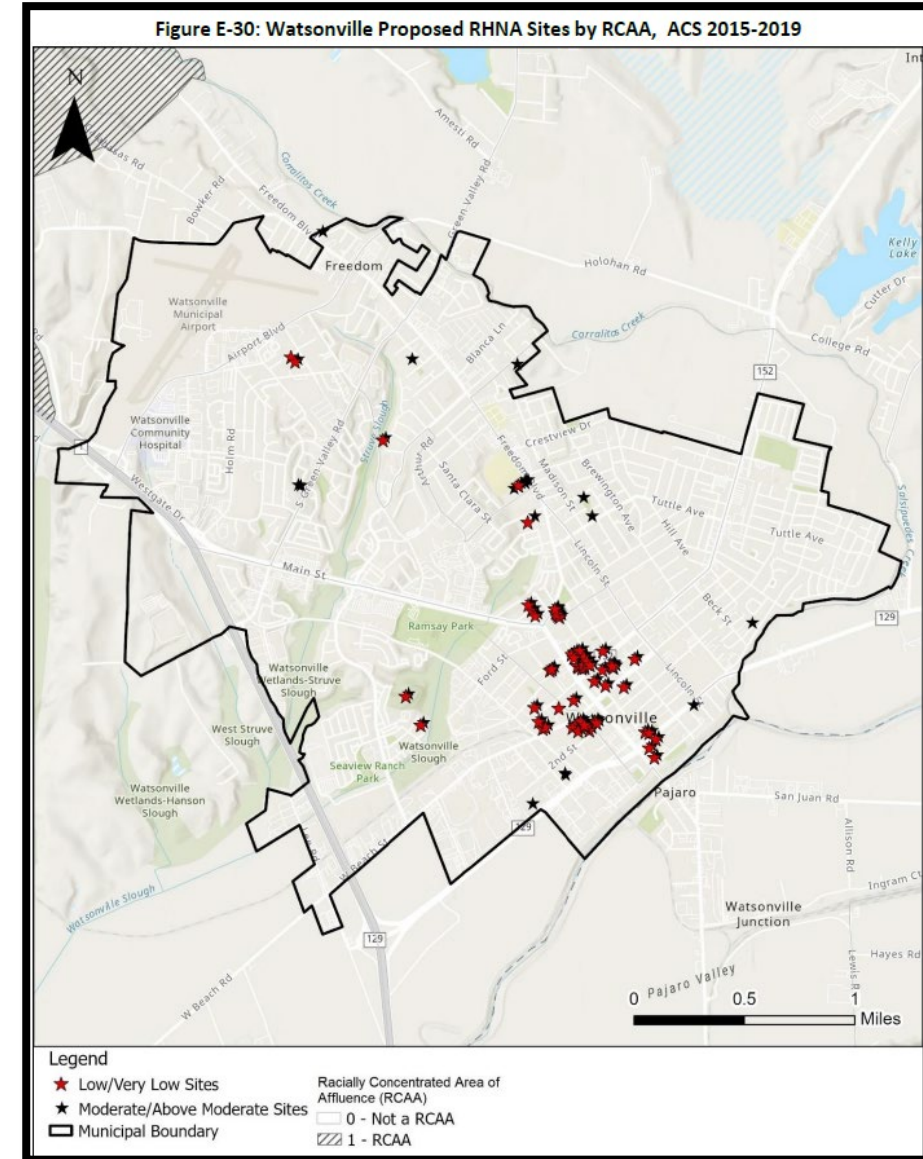 Figure E-30: Watsonville Proposed RHNA Sites by RCAA, ACS 2015-2019
N
Int
Amesti Rd
Green Valley Rd
Corralitos Creek
Bowker Rd
Freedom Blvd
Freedom
Holohan Rd
Kelly
Lake
Cutter Dr
Watsonville
Municipal
Airport
Airport Blvd
Blanca Ln
Corralitos Creek
College Rd
152
Watsonville
Community
Hospital
Holm Rd
S Green Valley Rd
Struve Slough
Arthur Rd
Santa Clara St
Freedom Blvd
Crestview Dr
Madison St
Brewington Ave
Tuttle Ave
Hill Ave
Tuttle Ave
Salsipuedes Creek
1
Westgate Dr
Main St
Lincoln St
Beck St
129
Ramsay Park
Ford St
Lincoln St
Watsonville
Wetlands-Struve
Slough
West Struve
Slough
Watsonville
Slough
Watsonville
2nd St
Seaview Ranch
Park
Watsonville
Wetlands-Hanson
Slough
Pajaro
San Juan Rd
129
Lee Rd
W Beach St
Allison Rd
Ingram Ct
Watsonville Slough
Watsonville
Junction
129
Hayes Rd
Lewis R
W Beach Rd
Pajaro Valley
0 0.5 1
Miles
Legend
Low/Very Low Sites
Moderate/Above Moderate Sites
Municipal Boundary
Racially Concentrated Area of
Affluence (RCAA)
0 - Not a RCAA
1 - RCAA